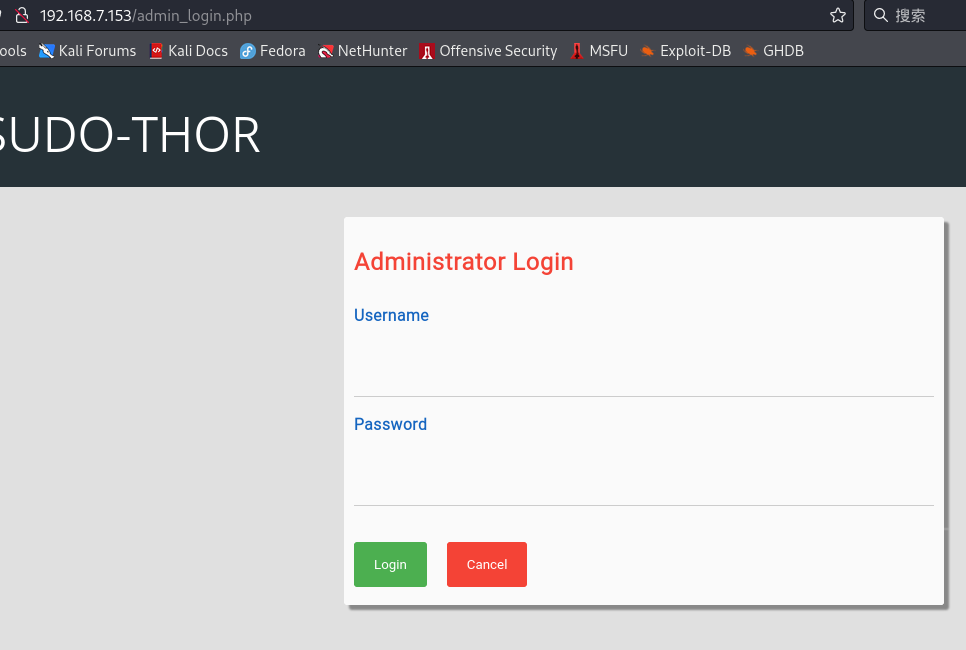 192.168.7.153/admin_login.php 搜索
ools Kali Forums Kali Docs Fedora NetHunter Offensive Security MSFU Exploit-DB GHDB
SUDO-THOR
Administrator Login
Username
Password
Login Cancel